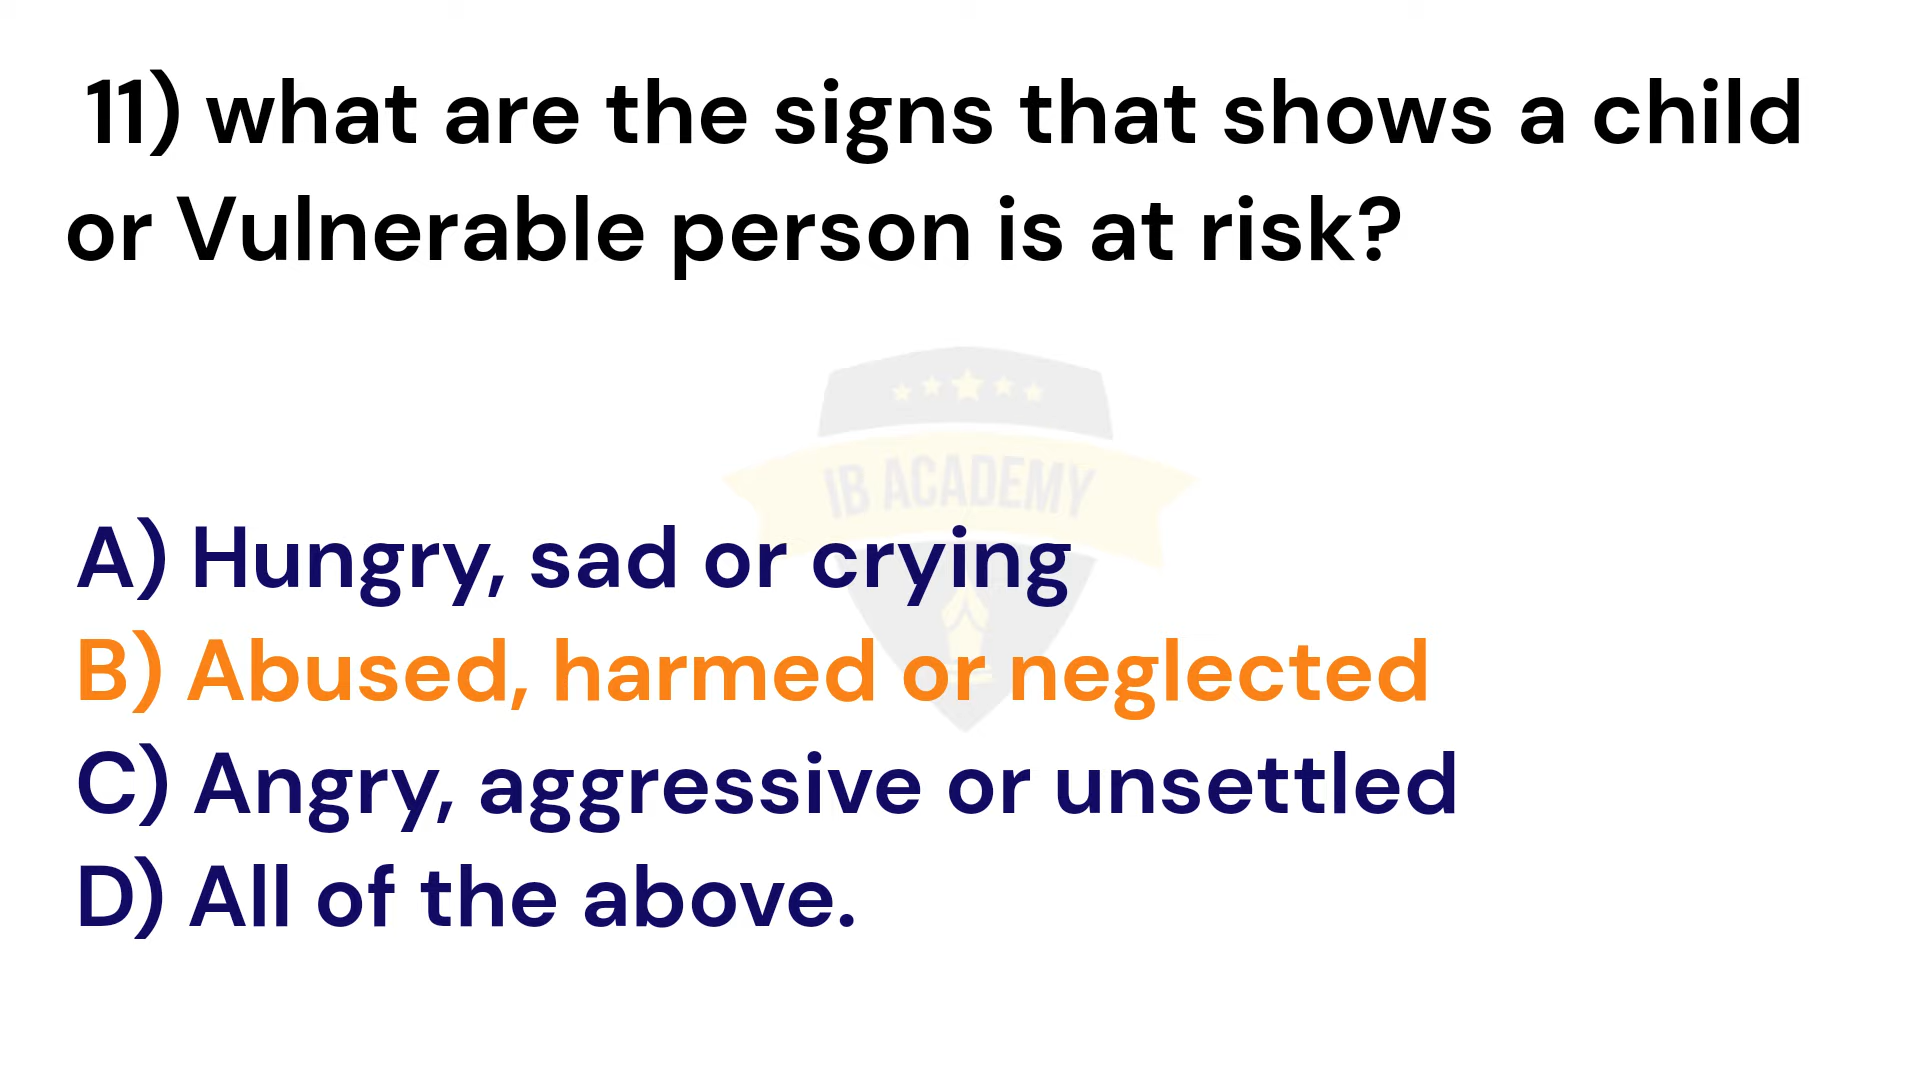 11) what are the signs that shows a child
or Vulnerable person is at risk?
IB ACADEMY
A) Hungry, sad or crying
B) Abused, harmed or neglected
C) Angry, aggressive or unsettled
D) All of the above.